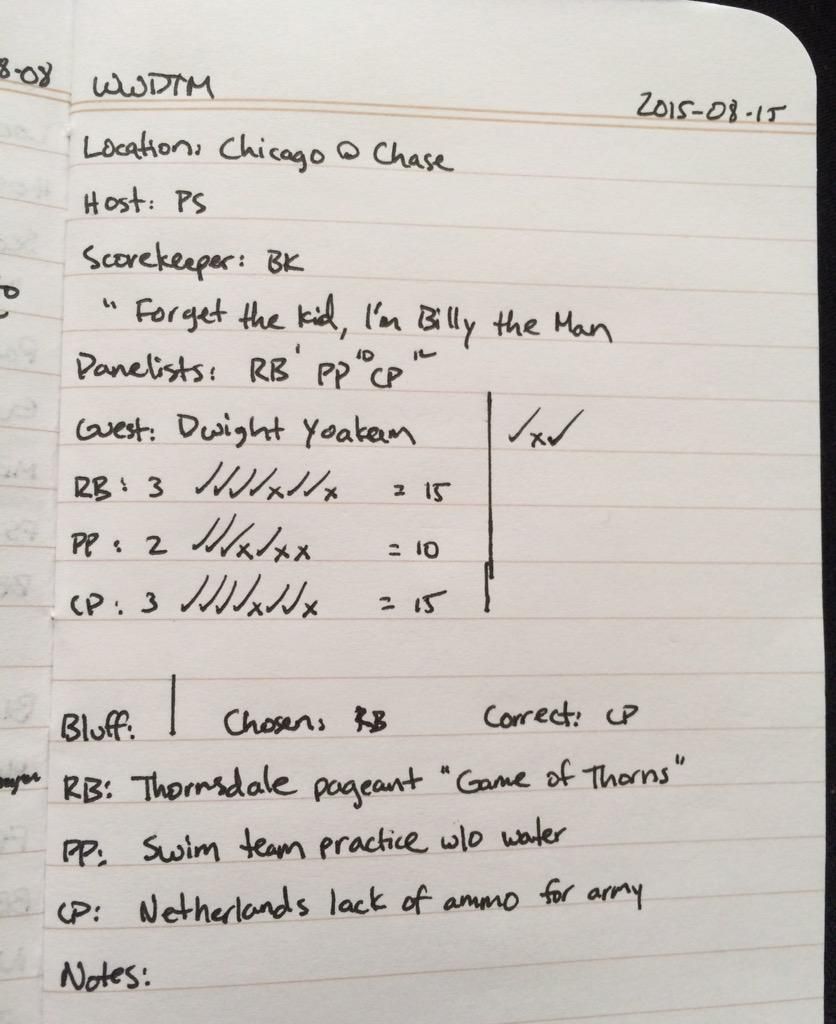 8-08
WWDTM
2015-08-15
Location: Chicago @ Chase
Host: PS
Scorekeeper: BK
" Forget the kid, I'm Billy the Man
Panelists: RB' PP"10 CP"12
Guest: Dwight Yoakam | ✓x✓
RB: 3 ✓✓✓✓x✓✓x = 15
PP: 2 ✓✓✓x✓xx = 10
CP: 3 ✓✓✓✓x✓✓x = 15
Bluff: | Chosen: RB Correct: CP
RB: Thornsdale pageant "Game of Thorns"
PP: Swim team practice w/o water
CP: Netherlands lack of ammo for army
Notes: